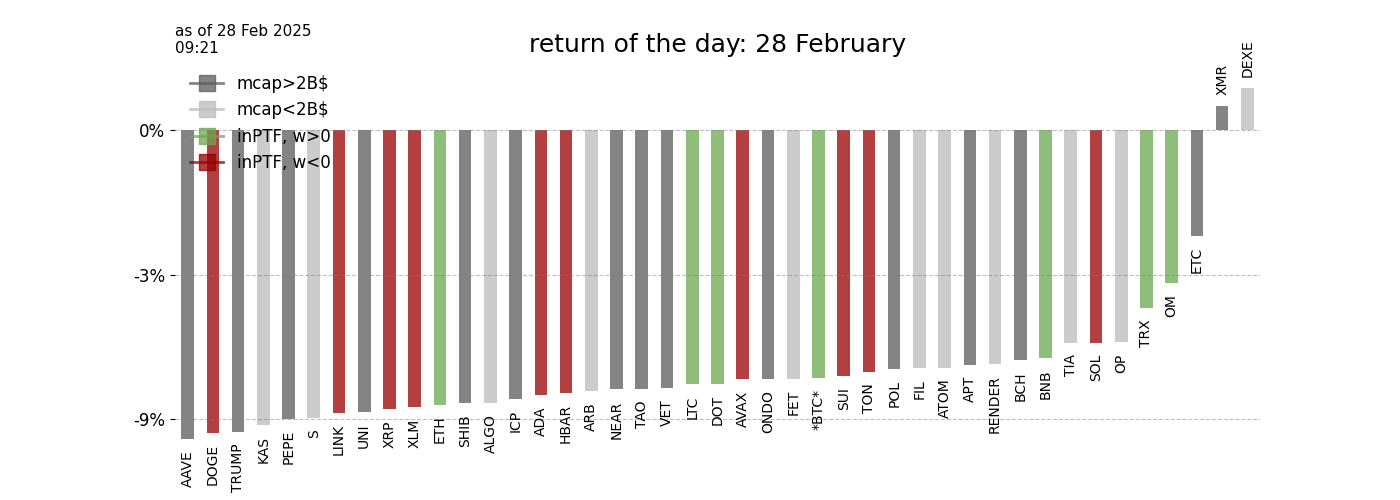 as of 28 Feb 2025
09:21
return of the day: 28 February
mcap>2B$
mcap<2B$
inPTF, w>0
inPTF, w<0
0%
-3%
-9%
AAVE
DOGE
TRUMP
KAS
PEPE
S
LINK
UNI
XRP
XLM
ETH
SHIB
ALGO
ICP
ADA
HBAR
ARB
NEAR
TAO
VET
LTC
DOT
AVAX
ONDO
FET
*BTC*
SUI
TON
POL
FIL
ATOM
APT
RENDER
BCH
BNB
TIA
SOL
OP
TRX
OM
ETC
XMR
DEXE